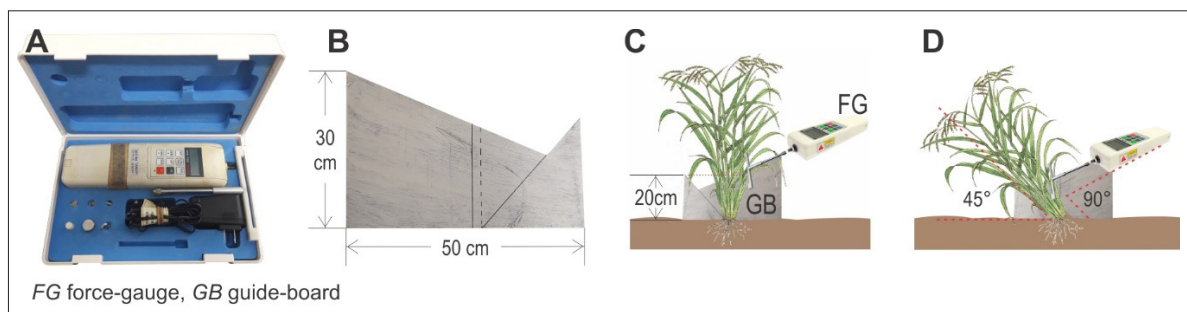 A
B
C
D
30
cm
50 cm
20cm
GB
FG
45°
90°
FG force-gauge, GB guide-board